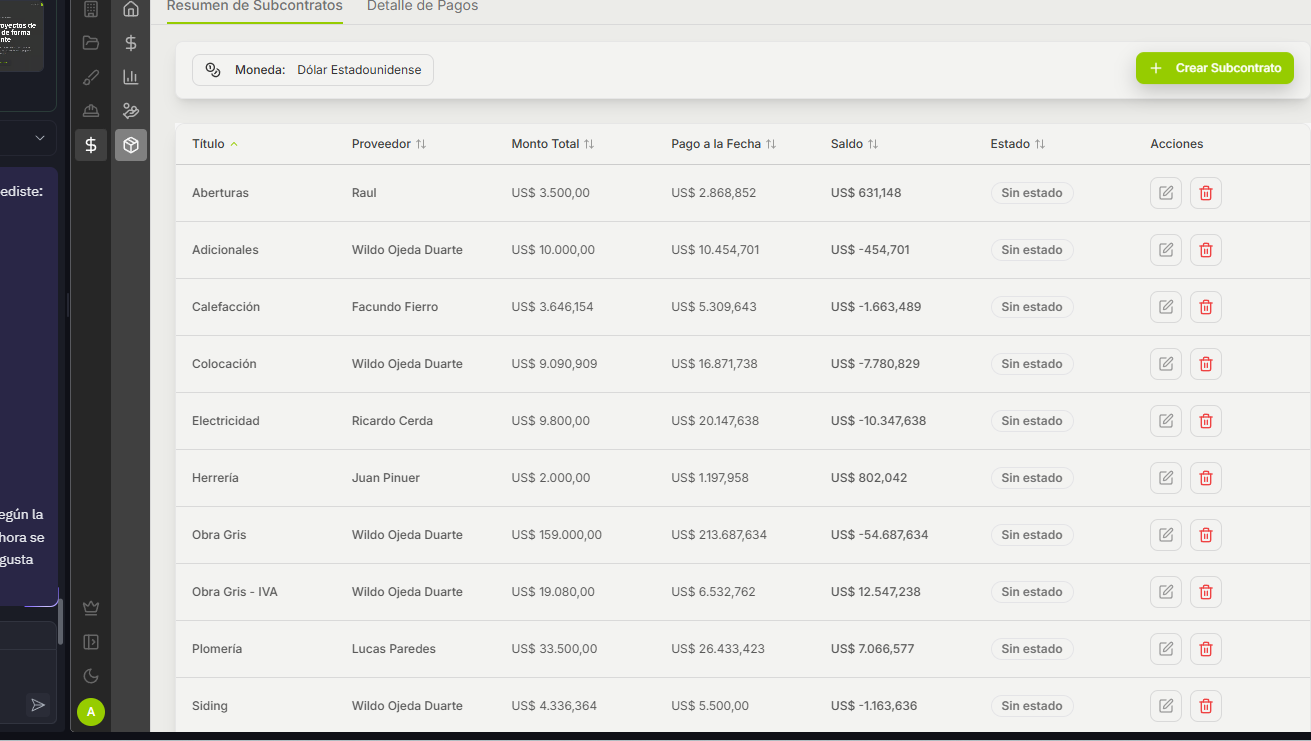 oyectos de
de forma
nte
ediste:
egún la
hora se
gusta
A
Resumen de Subcontratos Detalle de Pagos
Moneda: Dólar Estadounidense
+ Crear Subcontrato
Título Proveedor Monto Total Pago a la Fecha Saldo Estado Acciones
Aberturas Raul US$ 3.500,00 US$ 2.868,852 US$ 631,148 Sin estado
Adicionales Wildo Ojeda Duarte US$ 10.000,00 US$ 10.454,701 US$ -454,701 Sin estado
Calefacción Facundo Fierro US$ 3.646,154 US$ 5.309,643 US$ -1.663,489 Sin estado
Colocación Wildo Ojeda Duarte US$ 9.090,909 US$ 16.871,738 US$ -7.780,829 Sin estado
Electricidad Ricardo Cerda US$ 9.800,00 US$ 20.147,638 US$ -10.347,638 Sin estado
Herrería Juan Pinuer US$ 2.000,00 US$ 1.197,958 US$ 802,042 Sin estado
Obra Gris Wildo Ojeda Duarte US$ 159.000,00 US$ 213.687,634 US$ -54.687,634 Sin estado
Obra Gris - IVA Wildo Ojeda Duarte US$ 19.080,00 US$ 6.532,762 US$ 12.547,238 Sin estado
Plomería Lucas Paredes US$ 33.500,00 US$ 26.433,423 US$ 7.066,577 Sin estado
Siding Wildo Ojeda Duarte US$ 4.336,364 US$ 5.500,00 US$ -1.163,636 Sin estado